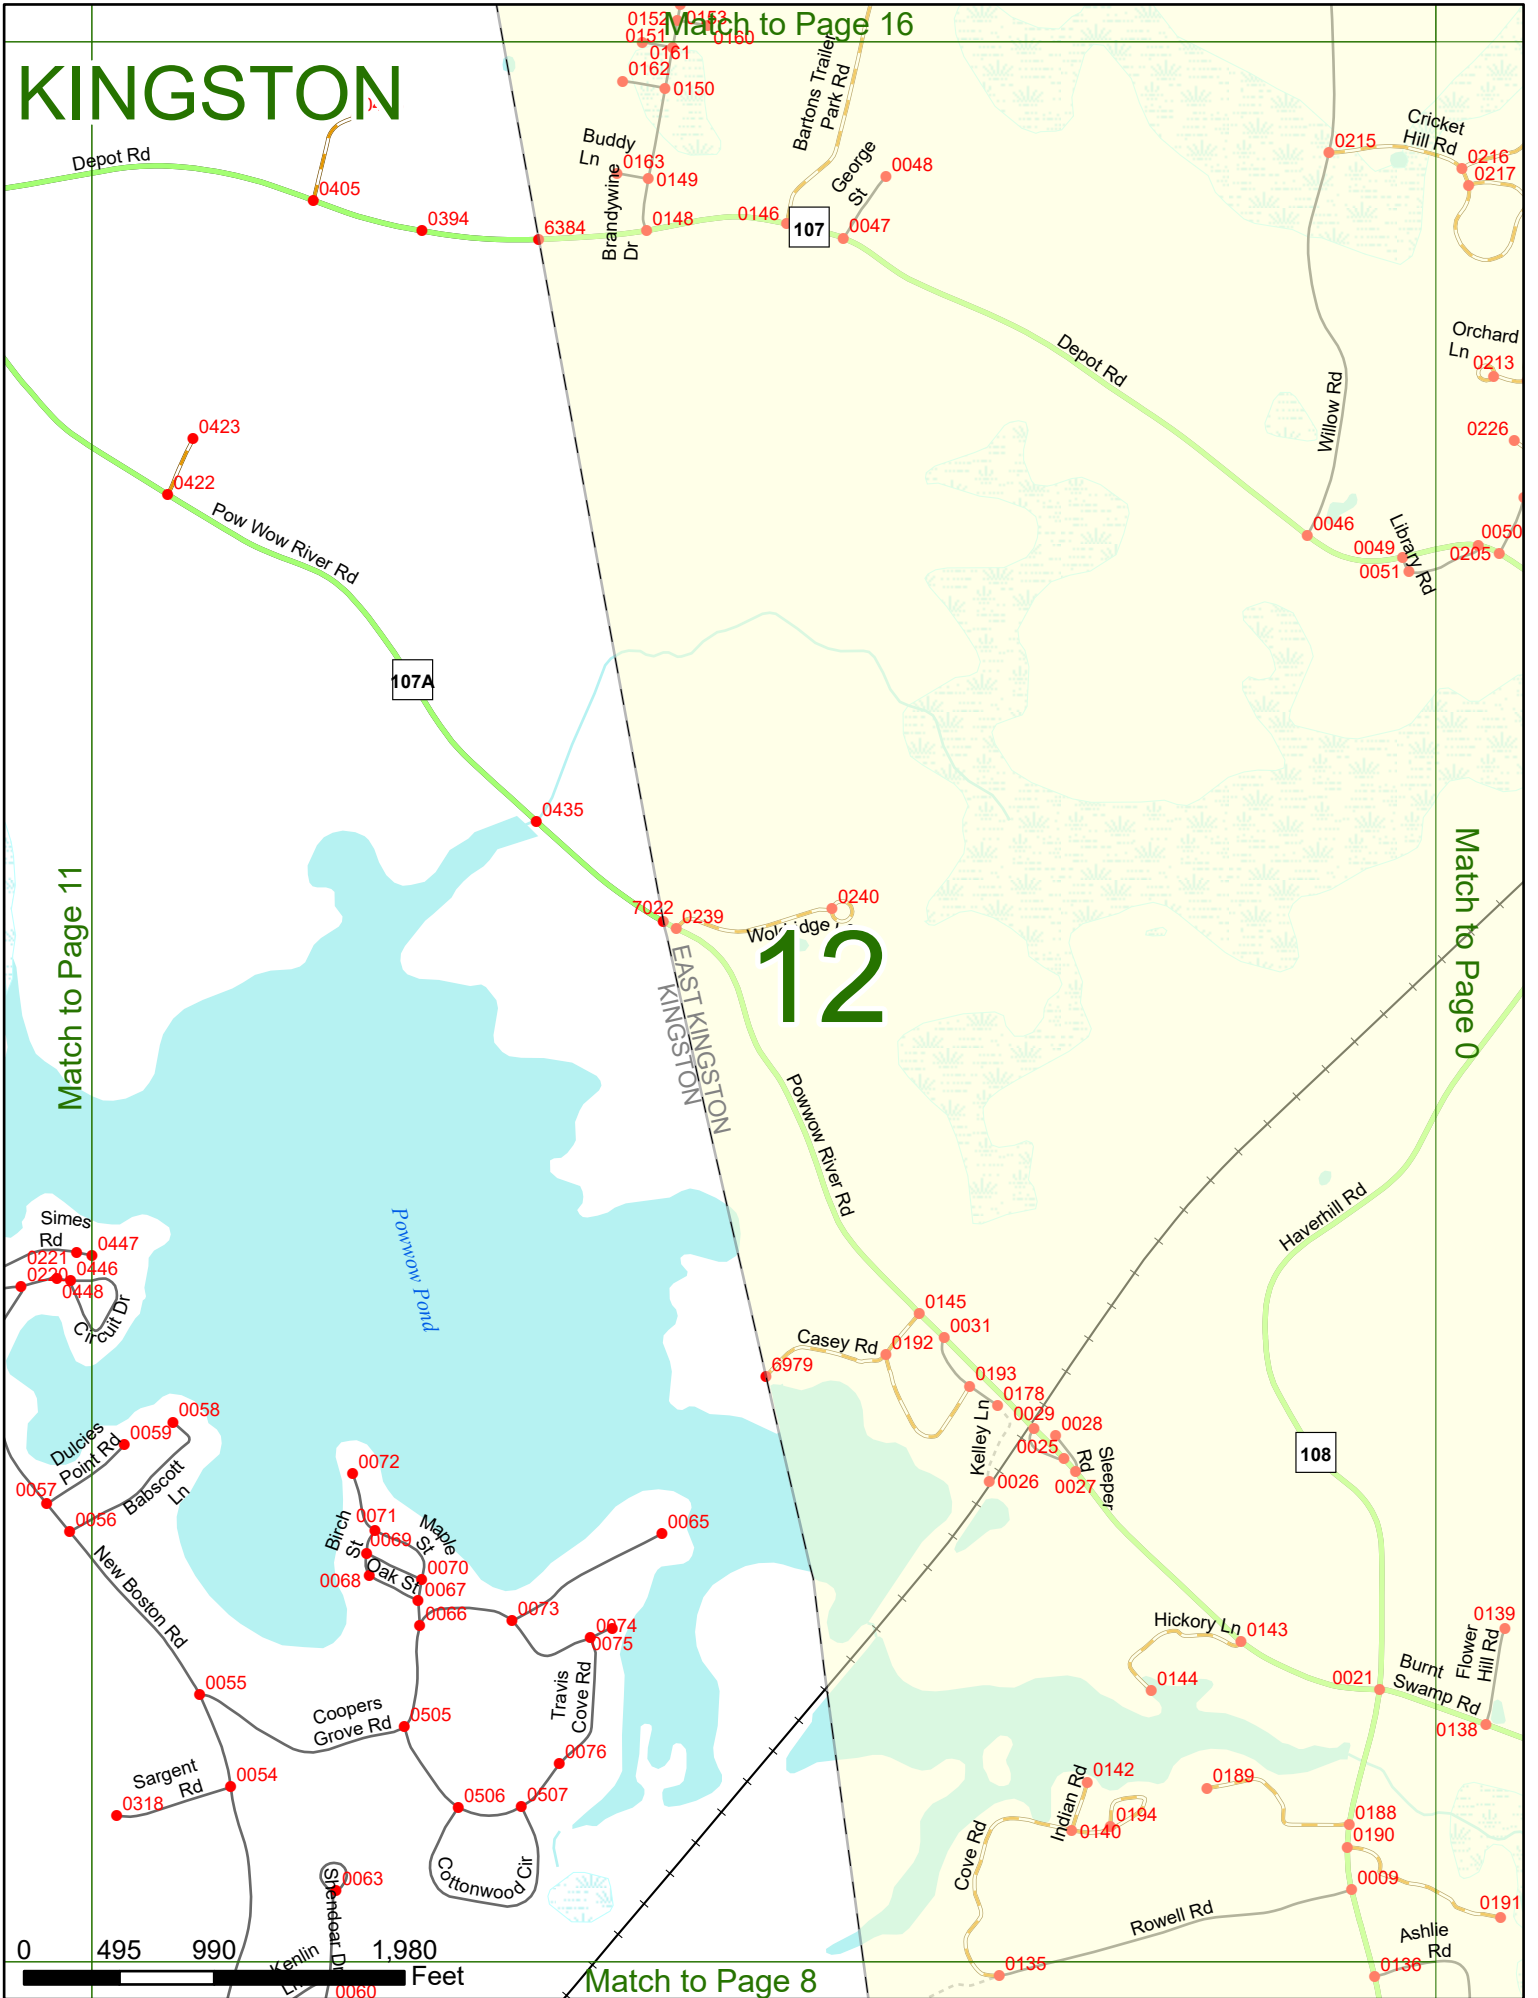 Match to Page 16
KINGSTON
0152
0153
0151
0160
0161
0162
0150
Bartons Trailer
Park Rd
Buddy
Ln
0163
0149
Brandywine
Dr
0148
0146
107
George
St
0048
0047
0215
Cricket
Hill Rd
0216
0217
Depot Rd
0405
0394
6384
Depot Rd
Willow Rd
Orchard
Ln
0213
0226
0423
0422
Pow Wow River Rd
0046
0049
Library Rd
0051
0205
0050
107A
0435
7022
0239
0240
12
EAST KINGSTON
KINGSTON
Match to Page 11
Match to Page 0
Powwow River Rd
Haverhill Rd
Powwow Pond
Simes
Rd
0447
0221
0446
0220
0448
Circuit Dr
0145
0031
Casey Rd
0192
6979
0193
0178
0029
0028
0025
Kelley Ln
0026
0027
Sleeper
Rd
108
0058
0059
Dulcies
Point Rd
0057
Babscott
Ln
0056
New Boston Rd
0072
0071
Birch
St
0069
Maple
St
0070
0068
Oak St
0067
0066
0065
0073
0074
0075
Travis
Cove Rd
0055
Coopers
Grove Rd
0505
0076
Sargent
Rd
0054
0318
0506
0507
Cottonwood Cir
0063
Shendoar Dr
Kenlin
Ln
0060
Hickory Ln
0143
0144
0021
Burnt
Swamp Rd
Flower
Hill Rd
0139
0138
Indian Rd
0142
0140
0194
0189
0188
0190
0009
0191
Cove Rd
Rowell Rd
Ashlie
Rd
0135
0136
0 495 990 1,980
Feet
Match to Page 8